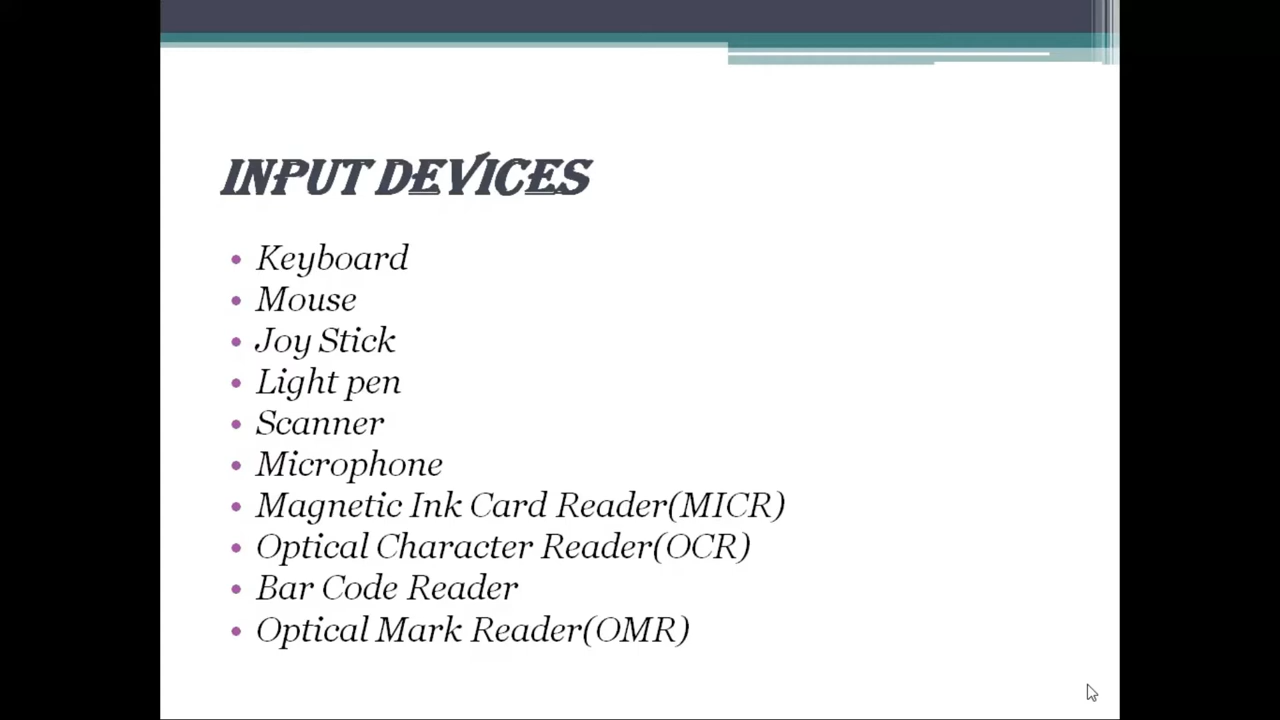 INPUT DEVICES
• Keyboard
• Mouse
• Joy Stick
• Light pen
• Scanner
• Microphone
• Magnetic Ink Card Reader(MICR)
• Optical Character Reader(OCR)
• Bar Code Reader
• Optical Mark Reader(OMR)